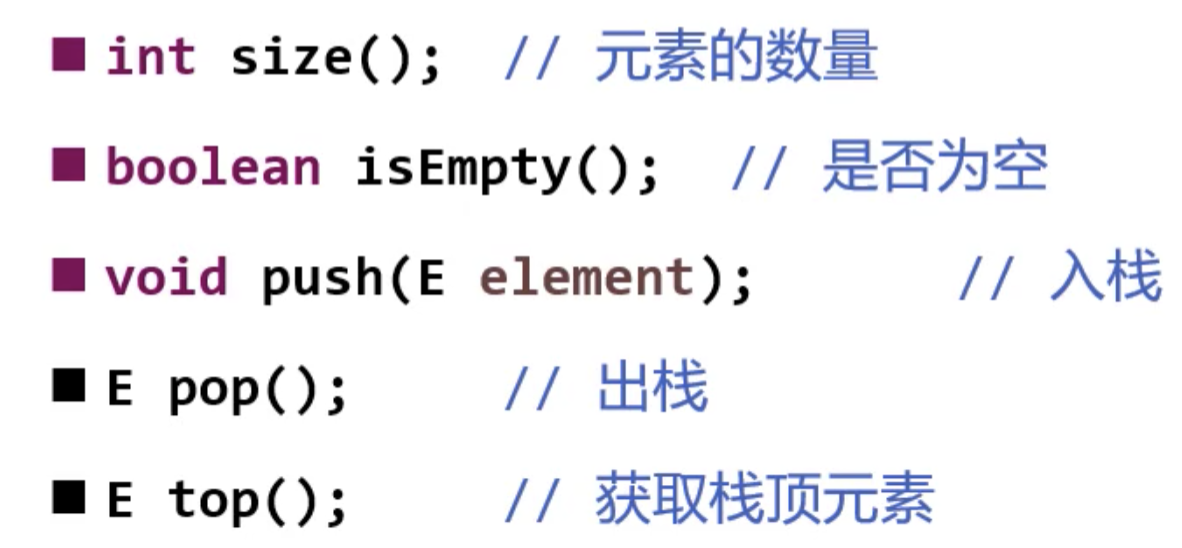 ■ int size();  // 元素的数量
■ boolean isEmpty();  // 是否为空
■ void push(E element);  // 入栈
■ E pop();  // 出栈
■ E top();  // 获取栈顶元素